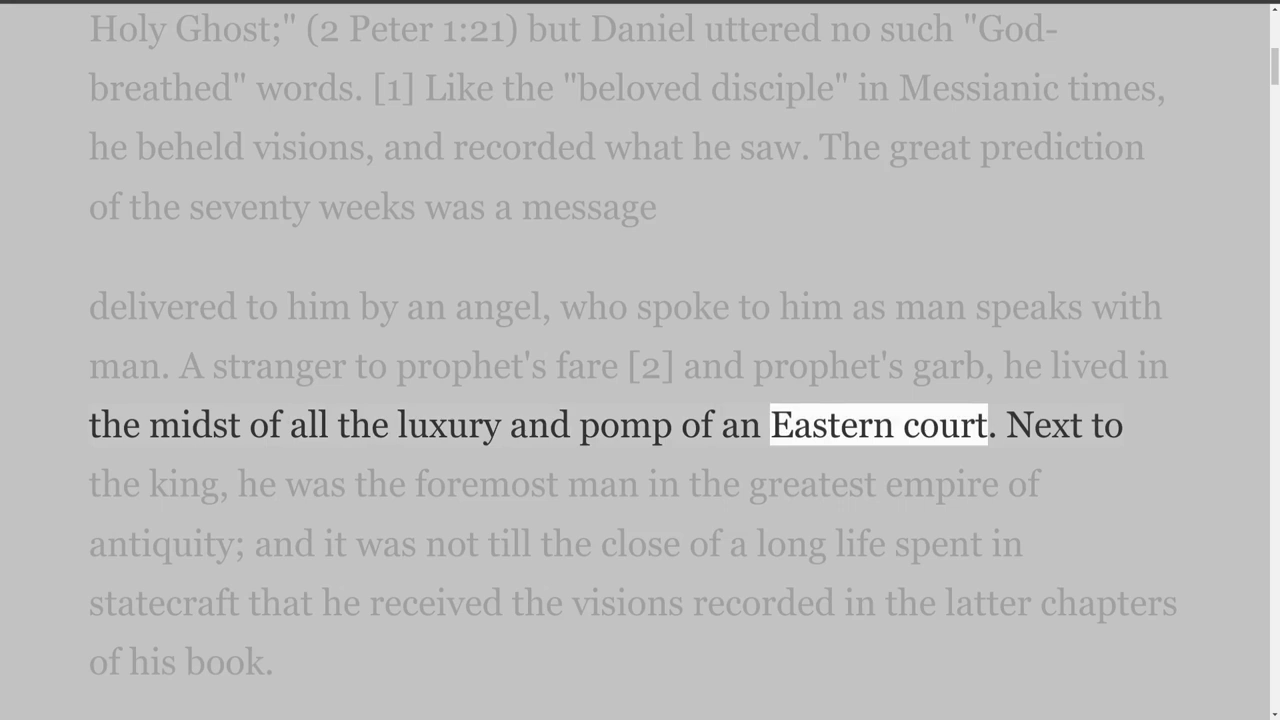 Holy Ghost;" (2 Peter 1:21) but Daniel uttered no such "God-
breathed" words. [1] Like the "beloved disciple" in Messianic times,
he beheld visions, and recorded what he saw. The great prediction
of the seventy weeks was a message
delivered to him by an angel, who spoke to him as man speaks with
man. A stranger to prophet's fare [2] and prophet's garb, he lived in
the midst of all the luxury and pomp of an Eastern court. Next to
the king, he was the foremost man in the greatest empire of
antiquity; and it was not till the close of a long life spent in
statecraft that he received the visions recorded in the latter chapters
of his book.